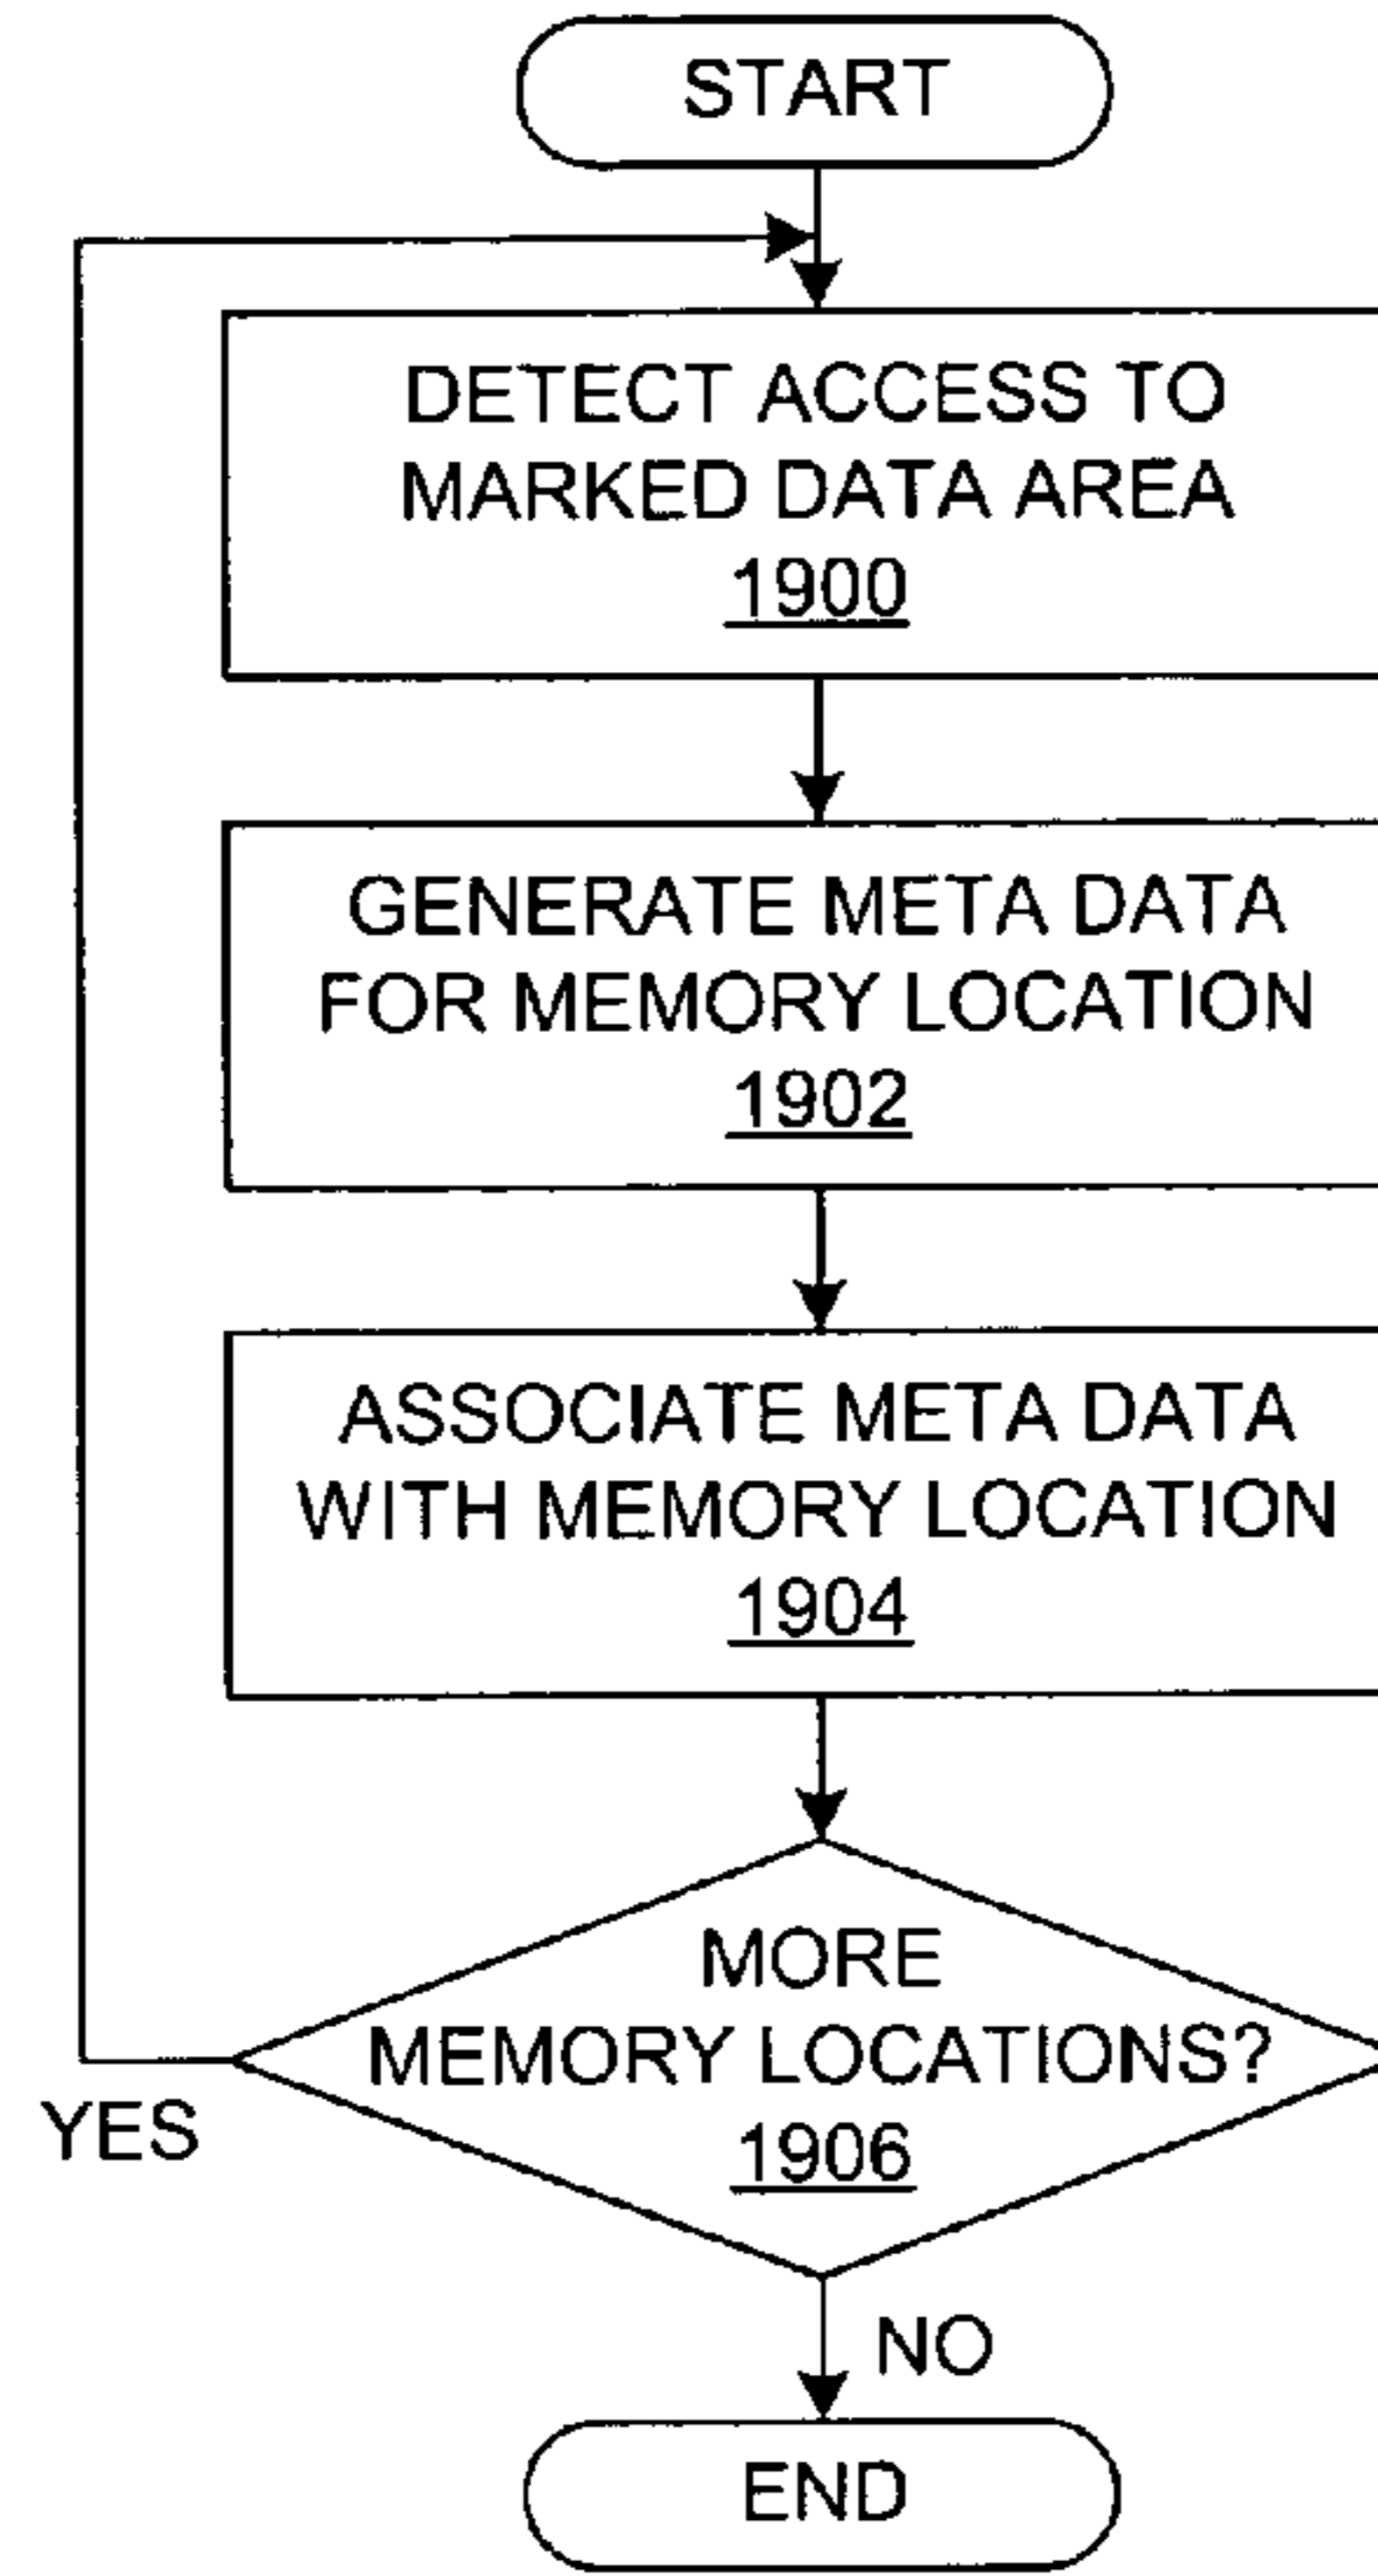 START
DETECT ACCESS TO
MARKED DATA AREA
1900
GENERATE META DATA
FOR MEMORY LOCATION
1902
ASSOCIATE META DATA
WITH MEMORY LOCATION
1904
MORE
MEMORY LOCATIONS?
1906
YES
NO
END